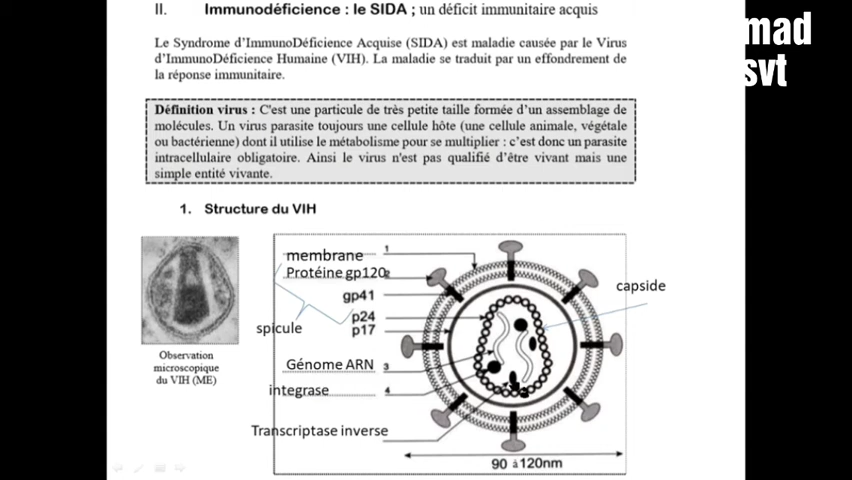 II. Immunodéficience : le SIDA ; un déficit immunitaire acquis
mad
svt
Le Syndrome d'ImmunoDéficience Acquise (SIDA) est maladie causée par le Virus
d'ImmunoDéficience Humaine (VIH). La maladie se traduit par un effondrement de
la réponse immunitaire.
Définition virus : C'est une particule de très petite taille formée d'un assemblage de
molécules. Un virus parasite toujours une cellule hôte (une cellule animale, végétale
ou bactérienne) dont il utilise le métabolisme pour se multiplier : c'est donc un parasite
intracellulaire obligatoire. Ainsi le virus n'est pas qualifié d'être vivant mais une
simple entité vivante.
1. Structure du VIH
membrane 1
Protéine gp120 2
gp41
p24
p17
spicule
capside
Génome ARN 3
integrase 4
Transcriptase inverse
90 à 120nm
Observation
microscopique
du VIH (ME)